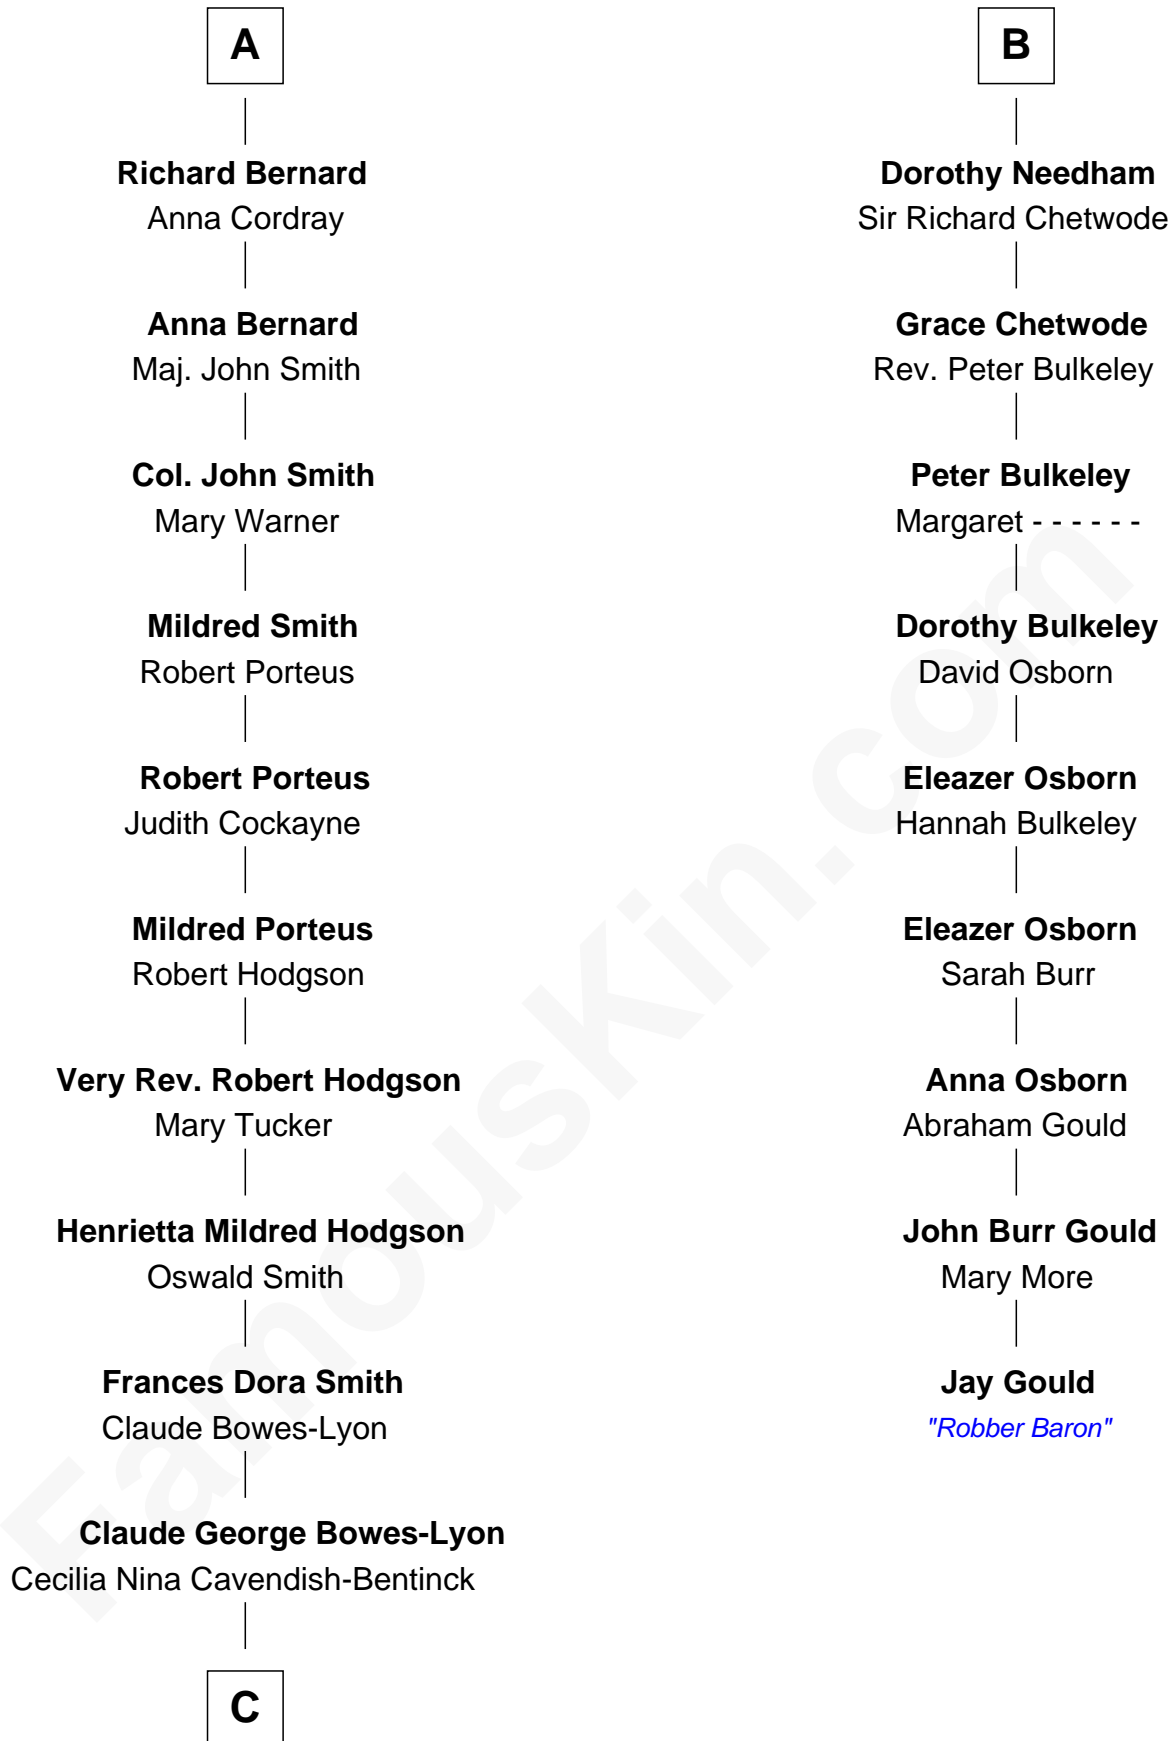 A
Richard Bernard
Anna Cordray
Anna Bernard
Maj. John Smith
Col. John Smith
Mary Warner
Mildred Smith
Robert Porteus
Robert Porteus
Judith Cockayne
Mildred Porteus
Robert Hodgson
Very Rev. Robert Hodgson
Mary Tucker
Henrietta Mildred Hodgson
Oswald Smith
Frances Dora Smith
Claude Bowes-Lyon
Claude George Bowes-Lyon
Cecilia Nina Cavendish-Bentinck
C
B
Dorothy Needham
Sir Richard Chetwode
Grace Chetwode
Rev. Peter Bulkeley
Peter Bulkeley
Margaret - - - - - -
Dorothy Bulkeley
David Osborn
Eleazer Osborn
Hannah Bulkeley
Eleazer Osborn
Sarah Burr
Anna Osborn
Abraham Gould
John Burr Gould
Mary More
Jay Gould
"Robber Baron"
FamousKin.com